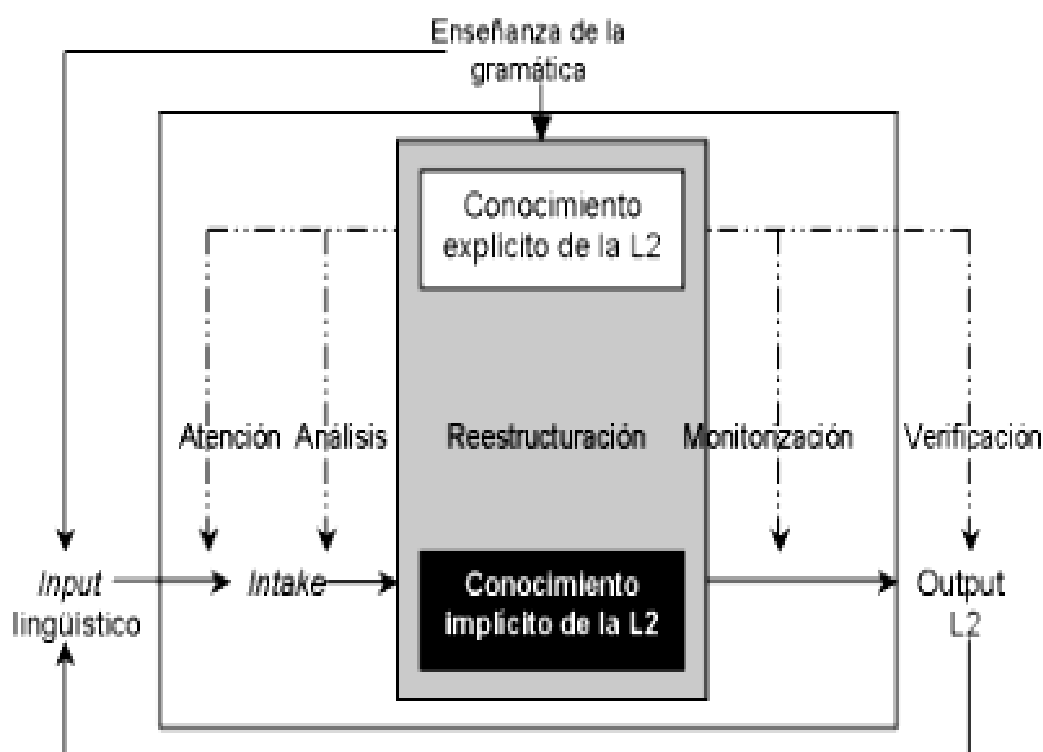 Enseñanza de la
gramática
Conocimiento
explícito de la L2
Atención
Análisis
Reestructuración
Monitorización
Verificación
Input
lingüístico
Intake
Conocimiento
implícito de la L2
Output
L2